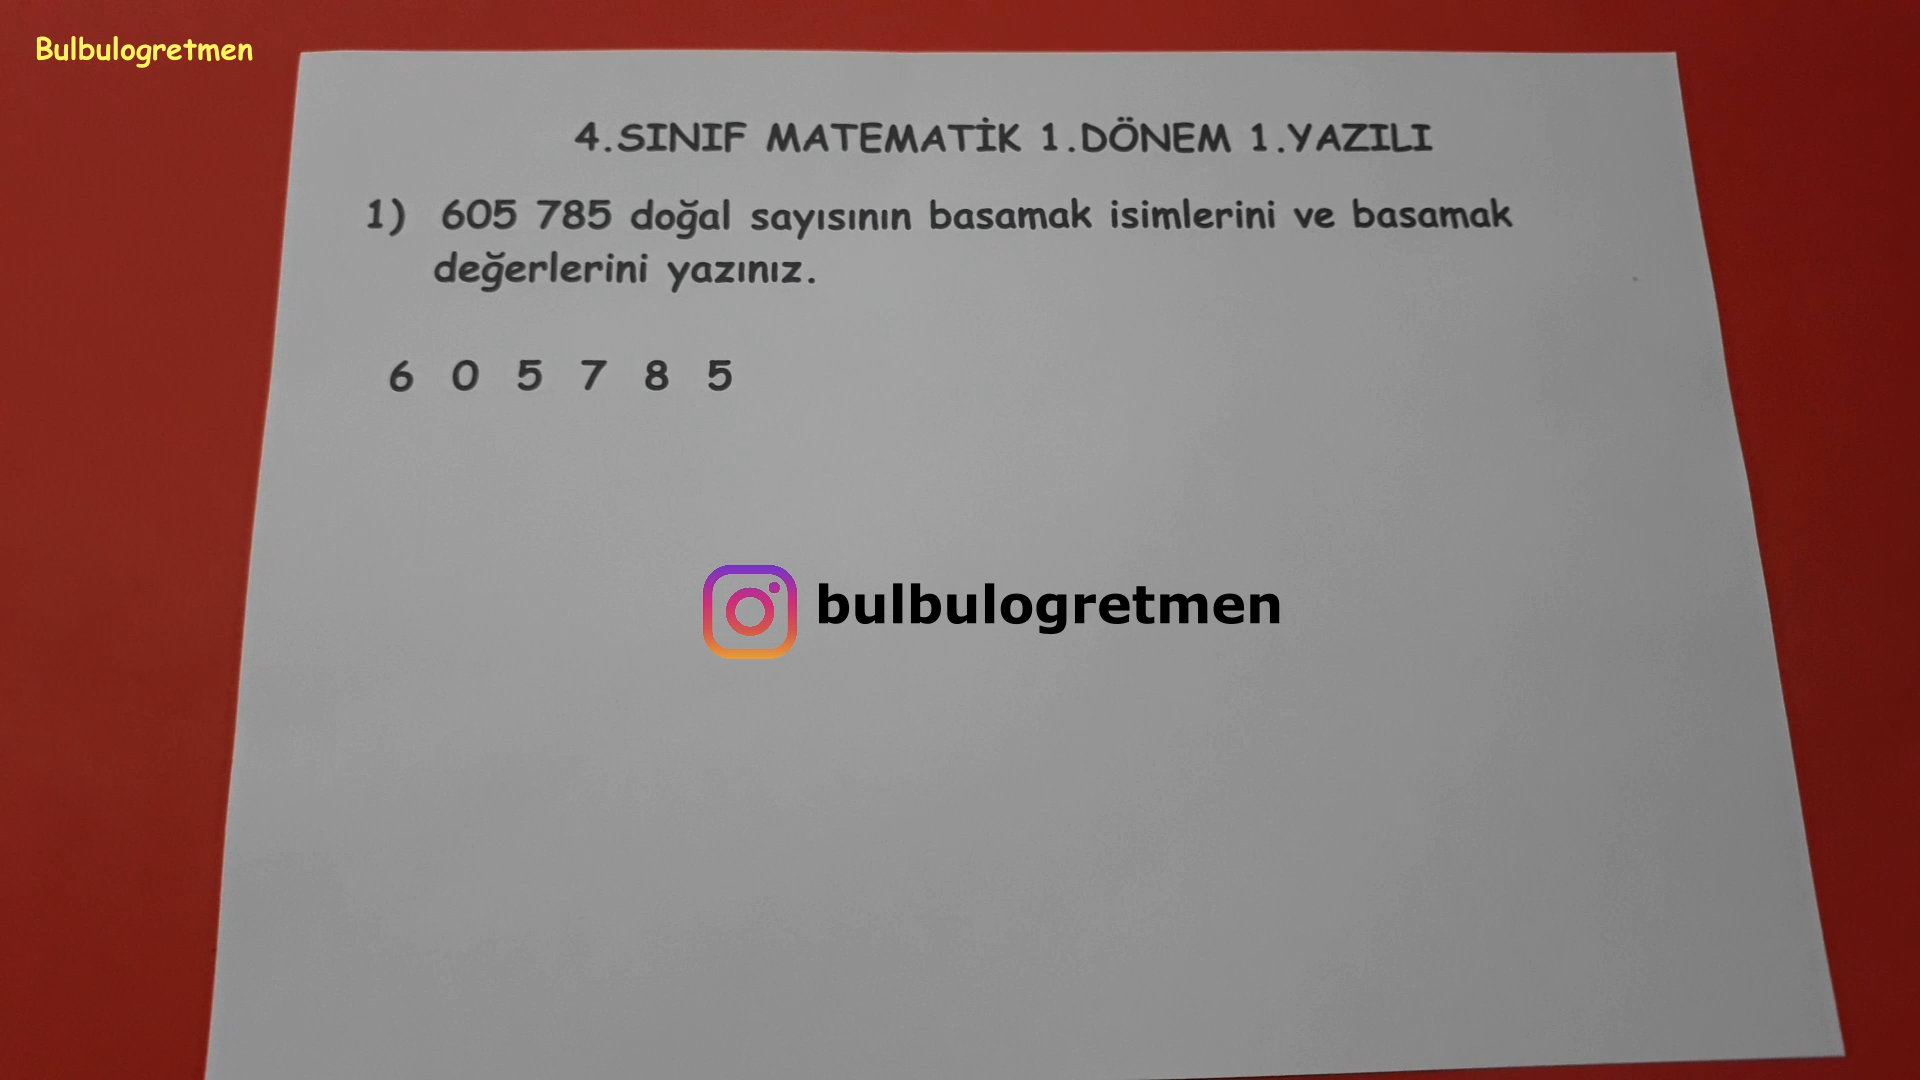 Bulbulogretmen
4.SINIF MATEMATİK 1.DÖNEM 1.YAZILI
1) 605 785 doğal sayısının basamak isimlerini ve basamak
değerlerini yazınız.
6 0 5 7 8 5
bulbulogretmen